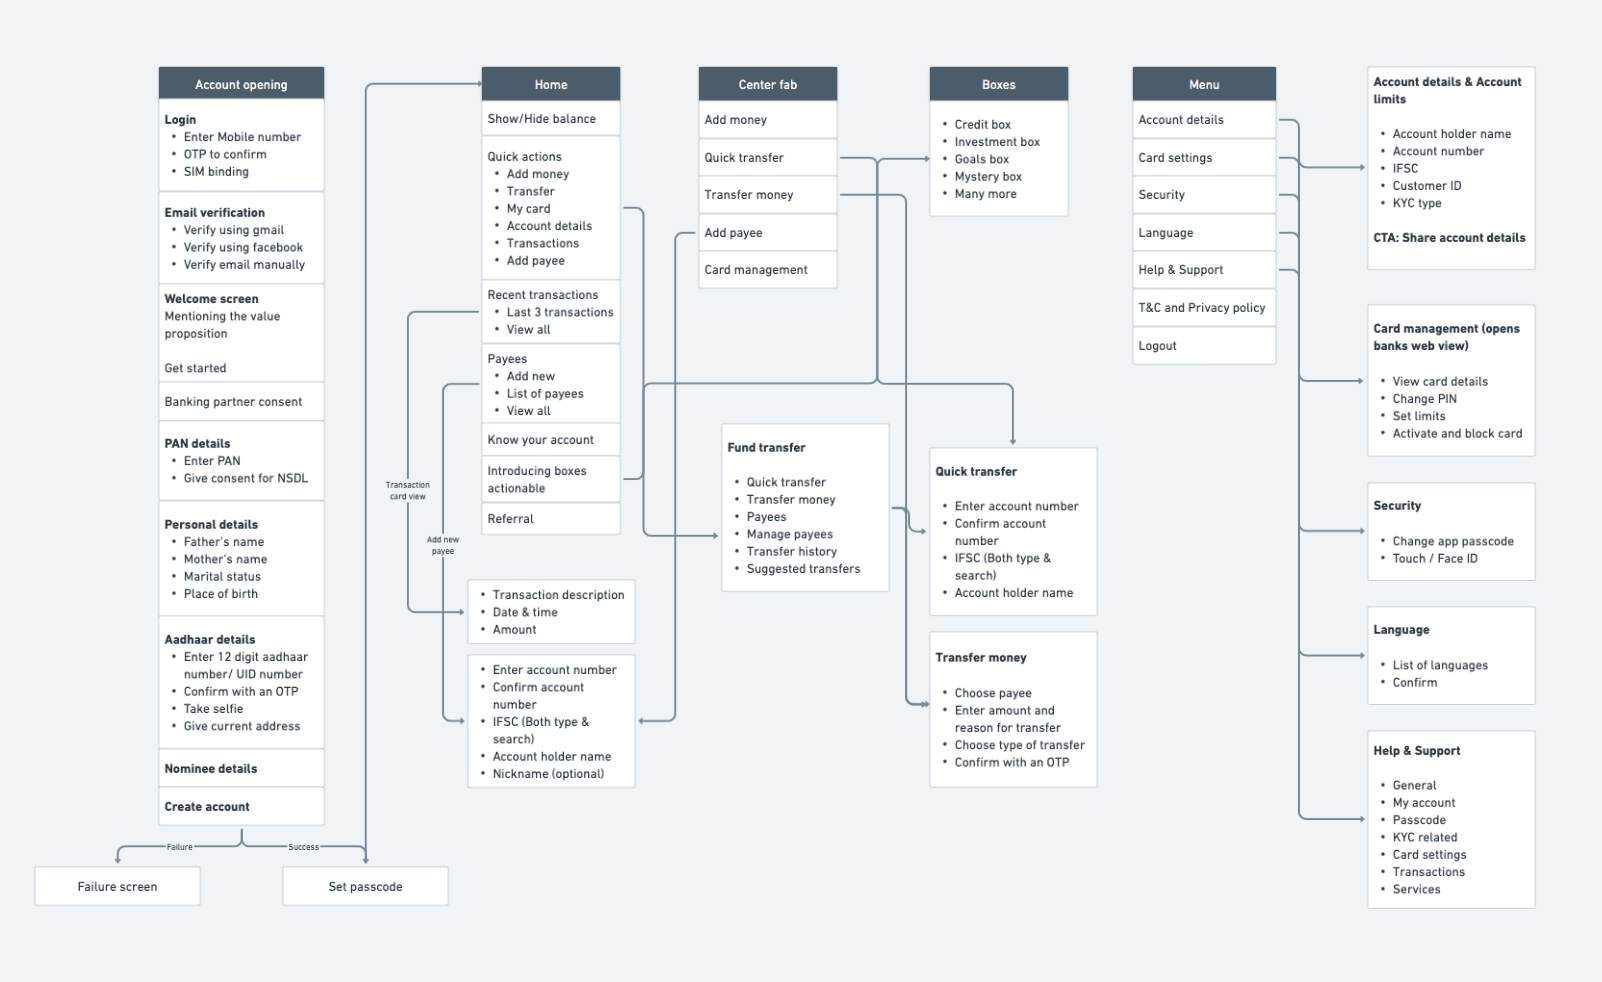 Account opening
Login
• Enter Mobile number
• OTP to confirm
• SIM binding
Email verification
• Verify using gmail
• Verify using facebook
• Verify email manually
Welcome screen
Mentioning the value
proposition
Get started
Banking partner consent
PAN details
• Enter PAN
• Give consent for NSDL
Personal details
• Father's name
• Mother's name
• Marital status
• Place of birth
Aadhaar details
• Enter 12 digit aadhaar
number/ UID number
• Confirm with an OTP
• Take selfie
• Give current address
Nominee details
Create account
Failure
Success
Failure screen
Set passcode
Home
Show/Hide balance
Quick actions
• Add money
• Transfer
• My card
• Account details
• Transactions
• Add payee
Recent transactions
• Last 3 transactions
• View all
Payees
• Add new
• List of payees
• View all
Know your account
Introducing boxes
actionable
Referral
Transaction
card view
Add new
payee
• Transaction description
• Date & time
• Amount
• Enter account number
• Confirm account
number
• IFSC (Both type &
search)
• Account holder name
• Nickname (optional)
Center fab
Add money
Quick transfer
Transfer money
Add payee
Card management
Fund transfer
• Quick transfer
• Transfer money
• Payees
• Manage payees
• Transfer history
• Suggested transfers
Boxes
• Credit box
• Investment box
• Goals box
• Mystery box
• Many more
Quick transfer
• Enter account number
• Confirm account
number
• IFSC (Both type &
search)
• Account holder name
Transfer money
• Choose payee
• Enter amount and
reason for transfer
• Choose type of transfer
• Confirm with an OTP
Menu
Account details
Card settings
Security
Language
Help & Support
T&C and Privacy policy
Logout
Account details & Account
limits
• Account holder name
• Account number
• IFSC
• Customer ID
• KYC type
CTA: Share account details
Card management (opens
banks web view)
• View card details
• Change PIN
• Set limits
• Activate and block card
Security
• Change app passcode
• Touch / Face ID
Language
• List of languages
• Confirm
Help & Support
• General
• My account
• Passcode
• KYC related
• Card settings
• Transactions
• Services